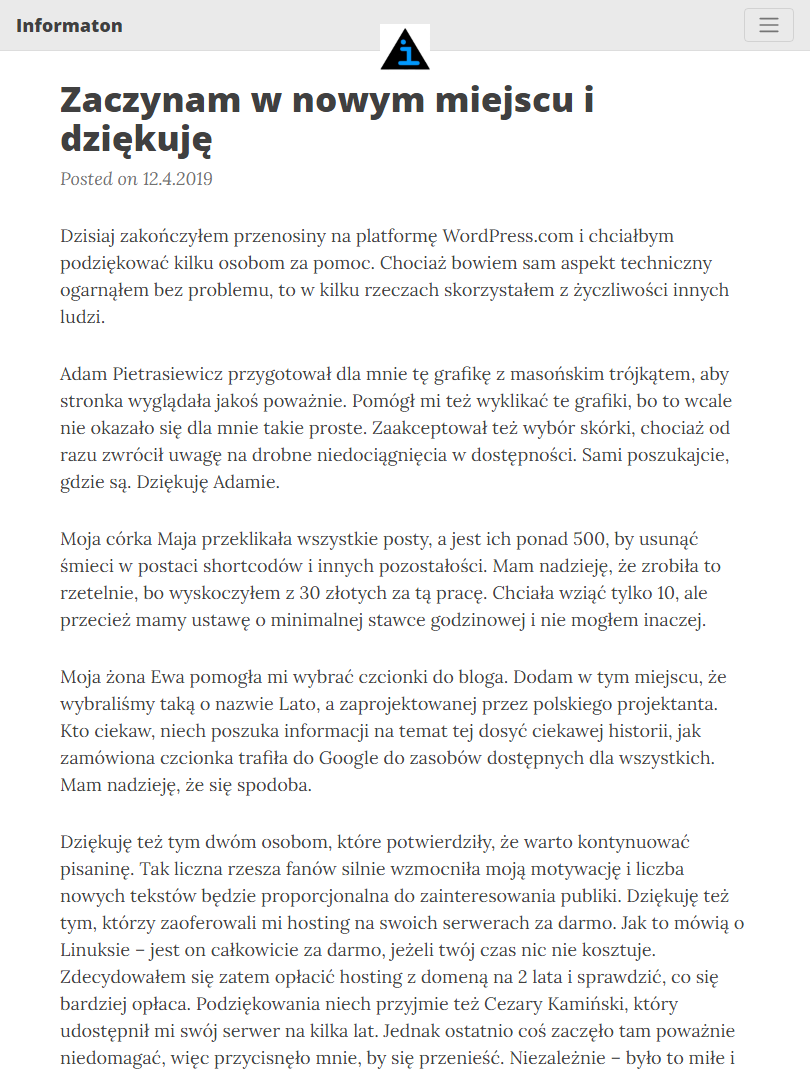 Informaton
i
Zaczynam w nowym miejscu i
dziękuję
Posted on 12.4.2019
Dzisiaj zakończyłem przenosiny na platformę WordPress.com i chciałbym
podziękować kilku osobom za pomoc. Chociaż bowiem sam aspekt techniczny
ogarnąłem bez problemu, to w kilku rzeczach skorzystałem z życzliwości innych
ludzi.
Adam Pietrasiewicz przygotował dla mnie tę grafikę z masońskim trójkątem, aby
stronka wyglądała jakoś poważnie. Pomógł mi też wyklikać te grafiki, bo to wcale
nie okazało się dla mnie takie proste. Zaakceptował też wybór skórki, chociaż od
razu zwrócił uwagę na drobne niedociągnięcia w dostępności. Sami poszukajcie,
gdzie są. Dziękuję Adamie.
Moja córka Maja przeklikała wszystkie posty, a jest ich ponad 500, by usunąć
śmieci w postaci shortcodów i innych pozostałości. Mam nadzieję, że zrobiła to
rzetelnie, bo wyskoczyłem z 30 złotych za tą pracę. Chciała wziąć tylko 10, ale
przecież mamy ustawę o minimalnej stawce godzinowej i nie mogłem inaczej.
Moja żona Ewa pomogła mi wybrać czcionki do bloga. Dodam w tym miejscu, że
wybraliśmy taką o nazwie Lato, a zaprojektowanej przez polskiego projektanta.
Kto ciekaw, niech poszuka informacji na temat tej dosyć ciekawej historii, jak
zamówiona czcionka trafiła do Google do zasobów dostępnych dla wszystkich.
Mam nadzieję, że się spodoba.
Dziękuję też tym dwóm osobom, które potwierdziły, że warto kontynuować
pisaninę. Tak liczna rzesza fanów silnie wzmocniła moją motywację i liczba
nowych tekstów będzie proporcjonalna do zainteresowania publiki. Dziękuję też
tym, którzy zaoferowali mi hosting na swoich serwerach za darmo. Jak to mówią o
Linuksie – jest on całkowicie za darmo, jeżeli twój czas nic nie kosztuje.
Zdecydowałem się zatem opłacić hosting z domeną na 2 lata i sprawdzić, co się
bardziej opłaca. Podziękowania niech przyjmie też Cezary Kamiński, który
udostępnił mi swój serwer na kilka lat. Jednak ostatnio coś zaczęło tam poważnie
niedomagać, więc przycisnęło mnie, by się przenieść. Niezależnie – było to miłe i